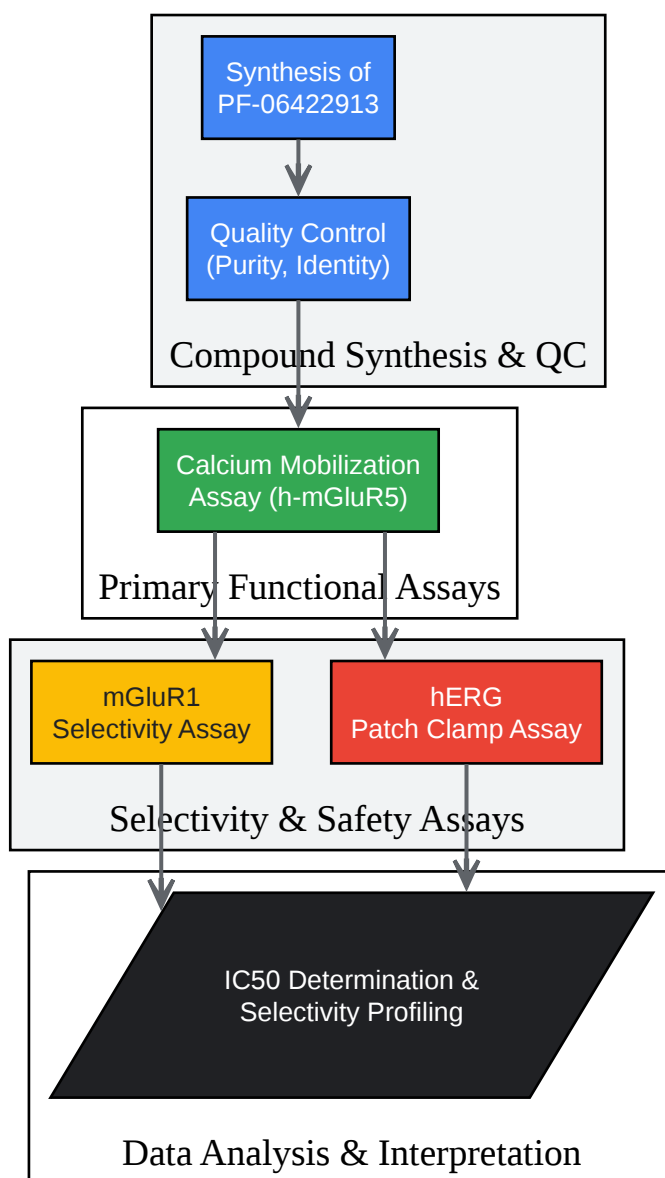 Synthesis of
PF-06422913
Quality Control
(Purity, Identity)
Compound Synthesis & QC
Calcium Mobilization
Assay (h-mGluR5)
Primary Functional Assays
mGluR1
Selectivity Assay
hERG
Patch Clamp Assay
Selectivity & Safety Assays
IC50 Determination &
Selectivity Profiling
Data Analysis & Interpretation